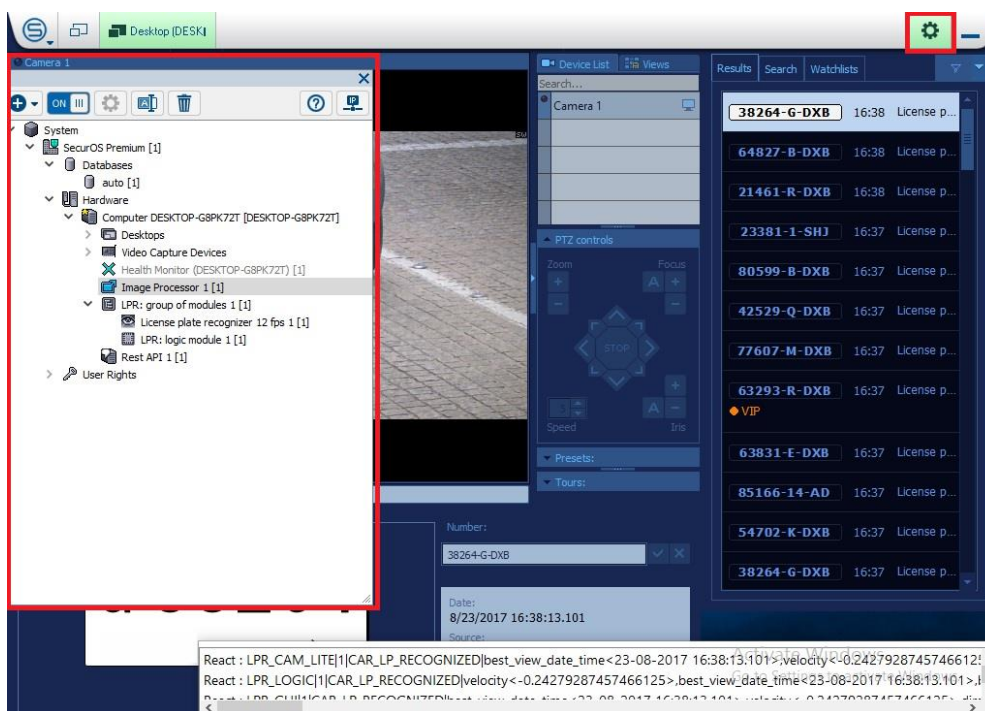 Desktop (DESK
Camera 1
ON
System
SecurOS Premium [1]
Databases
auto [1]
Hardware
Computer DESKTOP-G8PK72T [DESKTOP-G8PK72T]
Desktops
Video Capture Devices
Health Monitor (DESKTOP-G8PK72T) [1]
Image Processor 1 [1]
LPR: group of modules 1 [1]
License plate recognizer 12 fps 1 [1]
LPR: logic module 1 [1]
Rest API 1 [1]
User Rights
Device List
Views
Search...
Camera 1
PTZ controls
Zoom
Focus
A
STOP
A
Speed
Iris
Presets:
Tours:
Number:
38264-G-DXB
Date:
8/23/2017 16:38:13.101
Source:
Results Search Watchlists
38264-G-DXB 16:38 License p...
64827-B-DXB 16:38 License p...
21461-R-DXB 16:38 License p...
23381-1-SHJ 16:37 License p...
80599-B-DXB 16:37 License p...
42529-Q-DXB 16:37 License p...
77607-M-DXB 16:37 License p...
63293-R-DXB 16:37 License p...
VIP
63831-E-DXB 16:37 License p...
85166-14-AD 16:37 License p...
54702-K-DXB 16:37 License p...
38264-G-DXB 16:37 License p...
Activate Windows
React : LPR_CAM_LITE|1|CAR_LP_RECOGNIZED|best_view_date_time<23-08-2017 16:38:13.101>,velocity<-0.2427928745746612
React : LPR_LOGIC|1|CAR_LP_RECOGNIZED|velocity<-0.24279287457466125>,best_view_date_time<23-08-2017 16:38:13.101>,